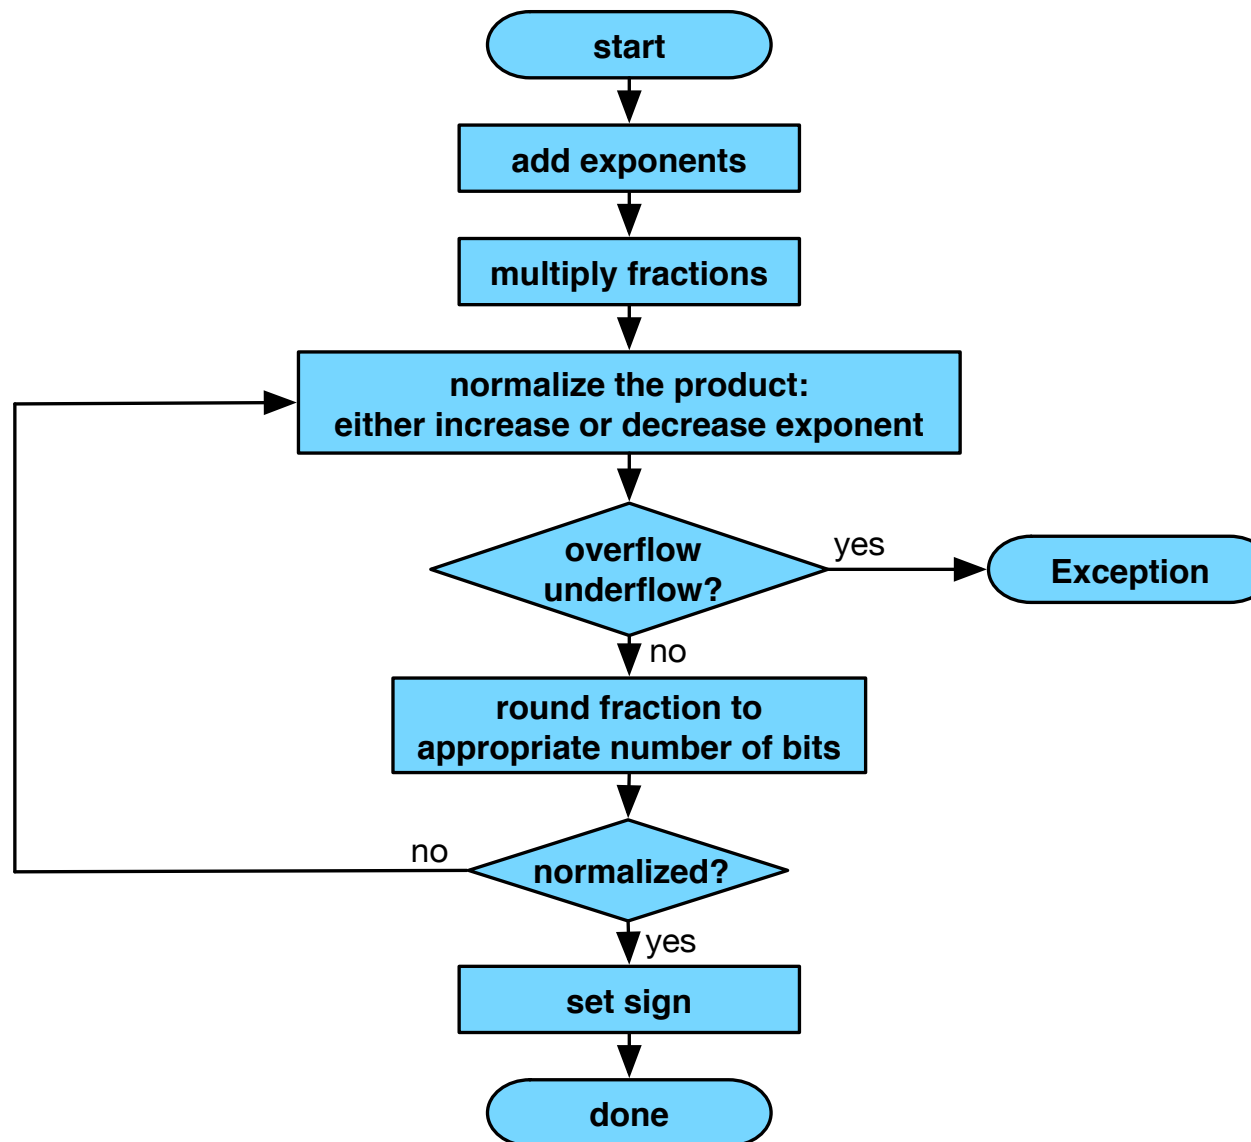 start
add exponents
multiply fractions
normalize the product:
either increase or decrease exponent
overflow
underflow?
yes
Exception
no
round fraction to
appropriate number of bits
no
normalized?
yes
set sign
done